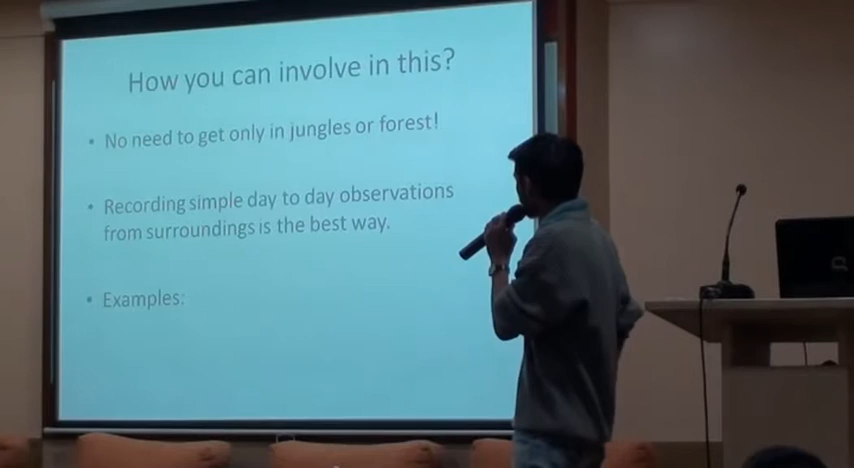 How you can involve in this?
• No need to get only in jungles or forest!
• Recording simple day to day observations
from surroundings is the best way.
• Examples: